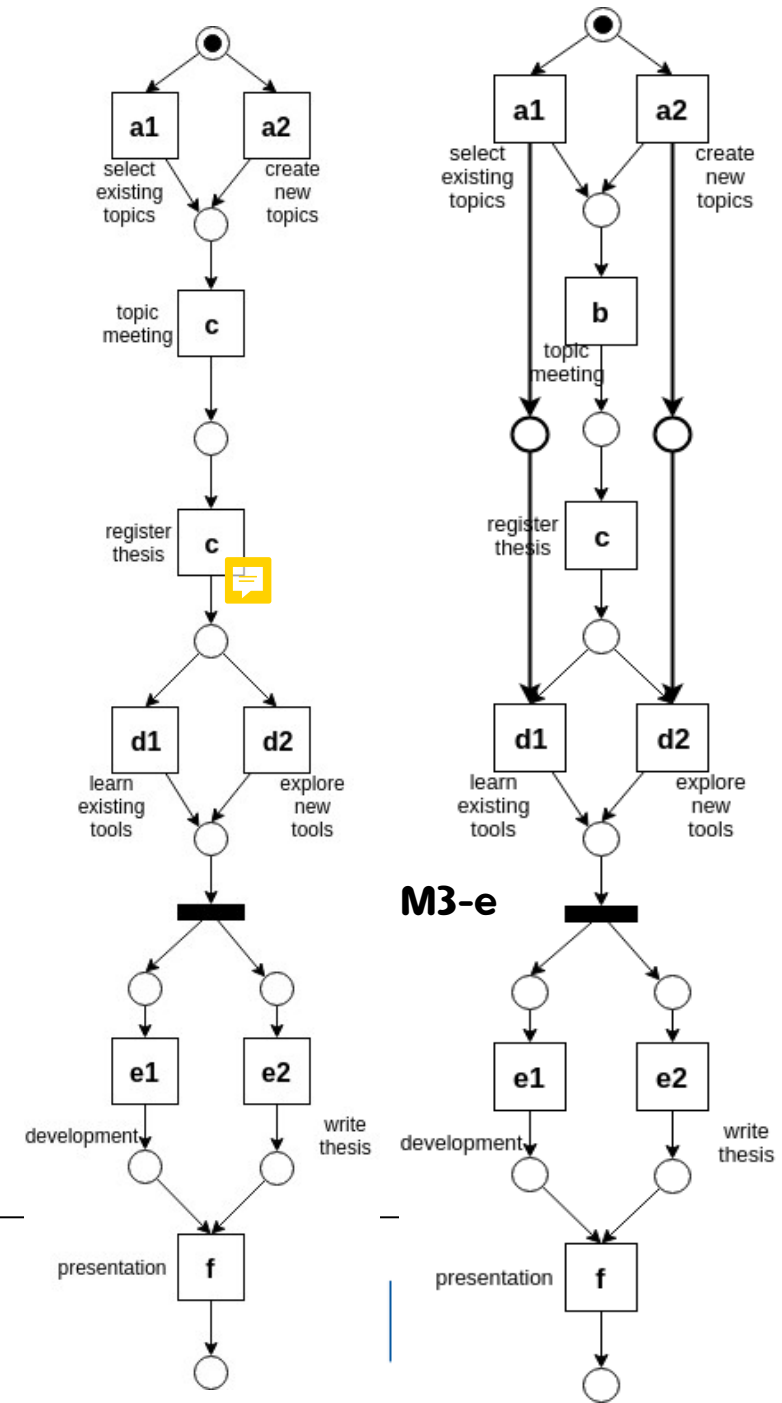 a1
a2
select
existing
topics
create
new
topics
c
topic
meeting
c
register
thesis
d1
d2
learn
existing
tools
explore
new
tools
e1
e2
development
write
thesis
f
presentation
a1
a2
select
existing
topics
create
new
topics
b
topic
meeting
c
register
thesis
d1
d2
learn
existing
tools
explore
new
tools
M3-e
e1
e2
development
write
thesis
f
presentation